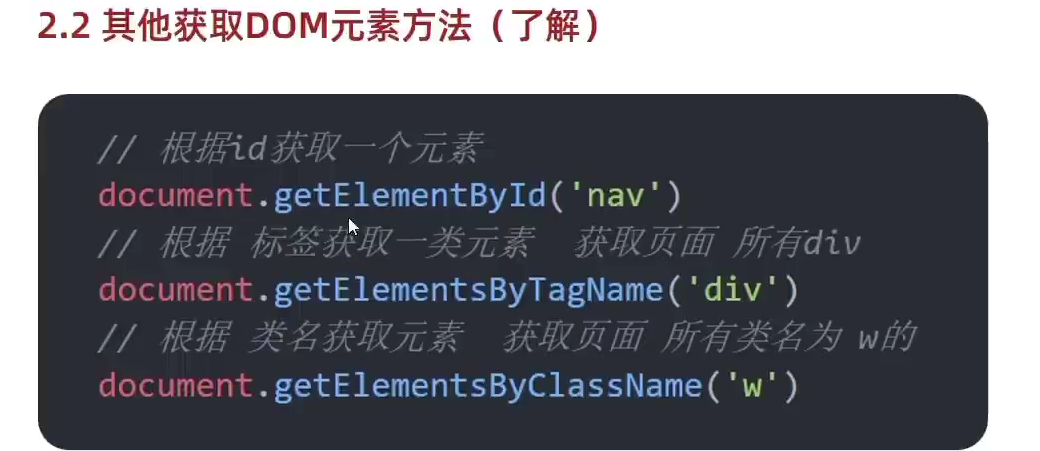 2.2 其他获取DOM元素方法（了解）
// 根据id获取一个元素
document.getElementById('nav')
// 根据 标签获取一类元素  获取页面 所有div
document.getElementsByTagName('div')
// 根据 类名获取元素  获取页面 所有类名为 w的
document.getElementsByClassName('w')